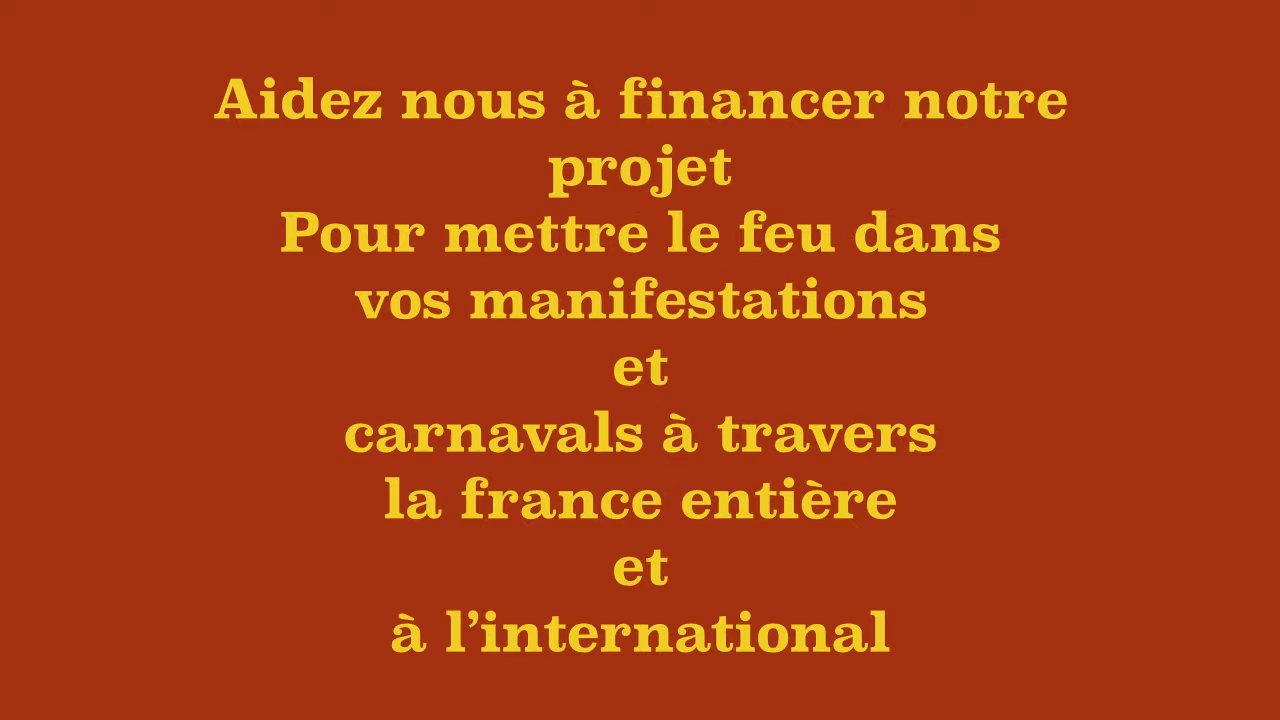 Aidez nous à financer notre
projet
Pour mettre le feu dans
vos manifestations
et
carnavals à travers
la france entière
et
à l’international